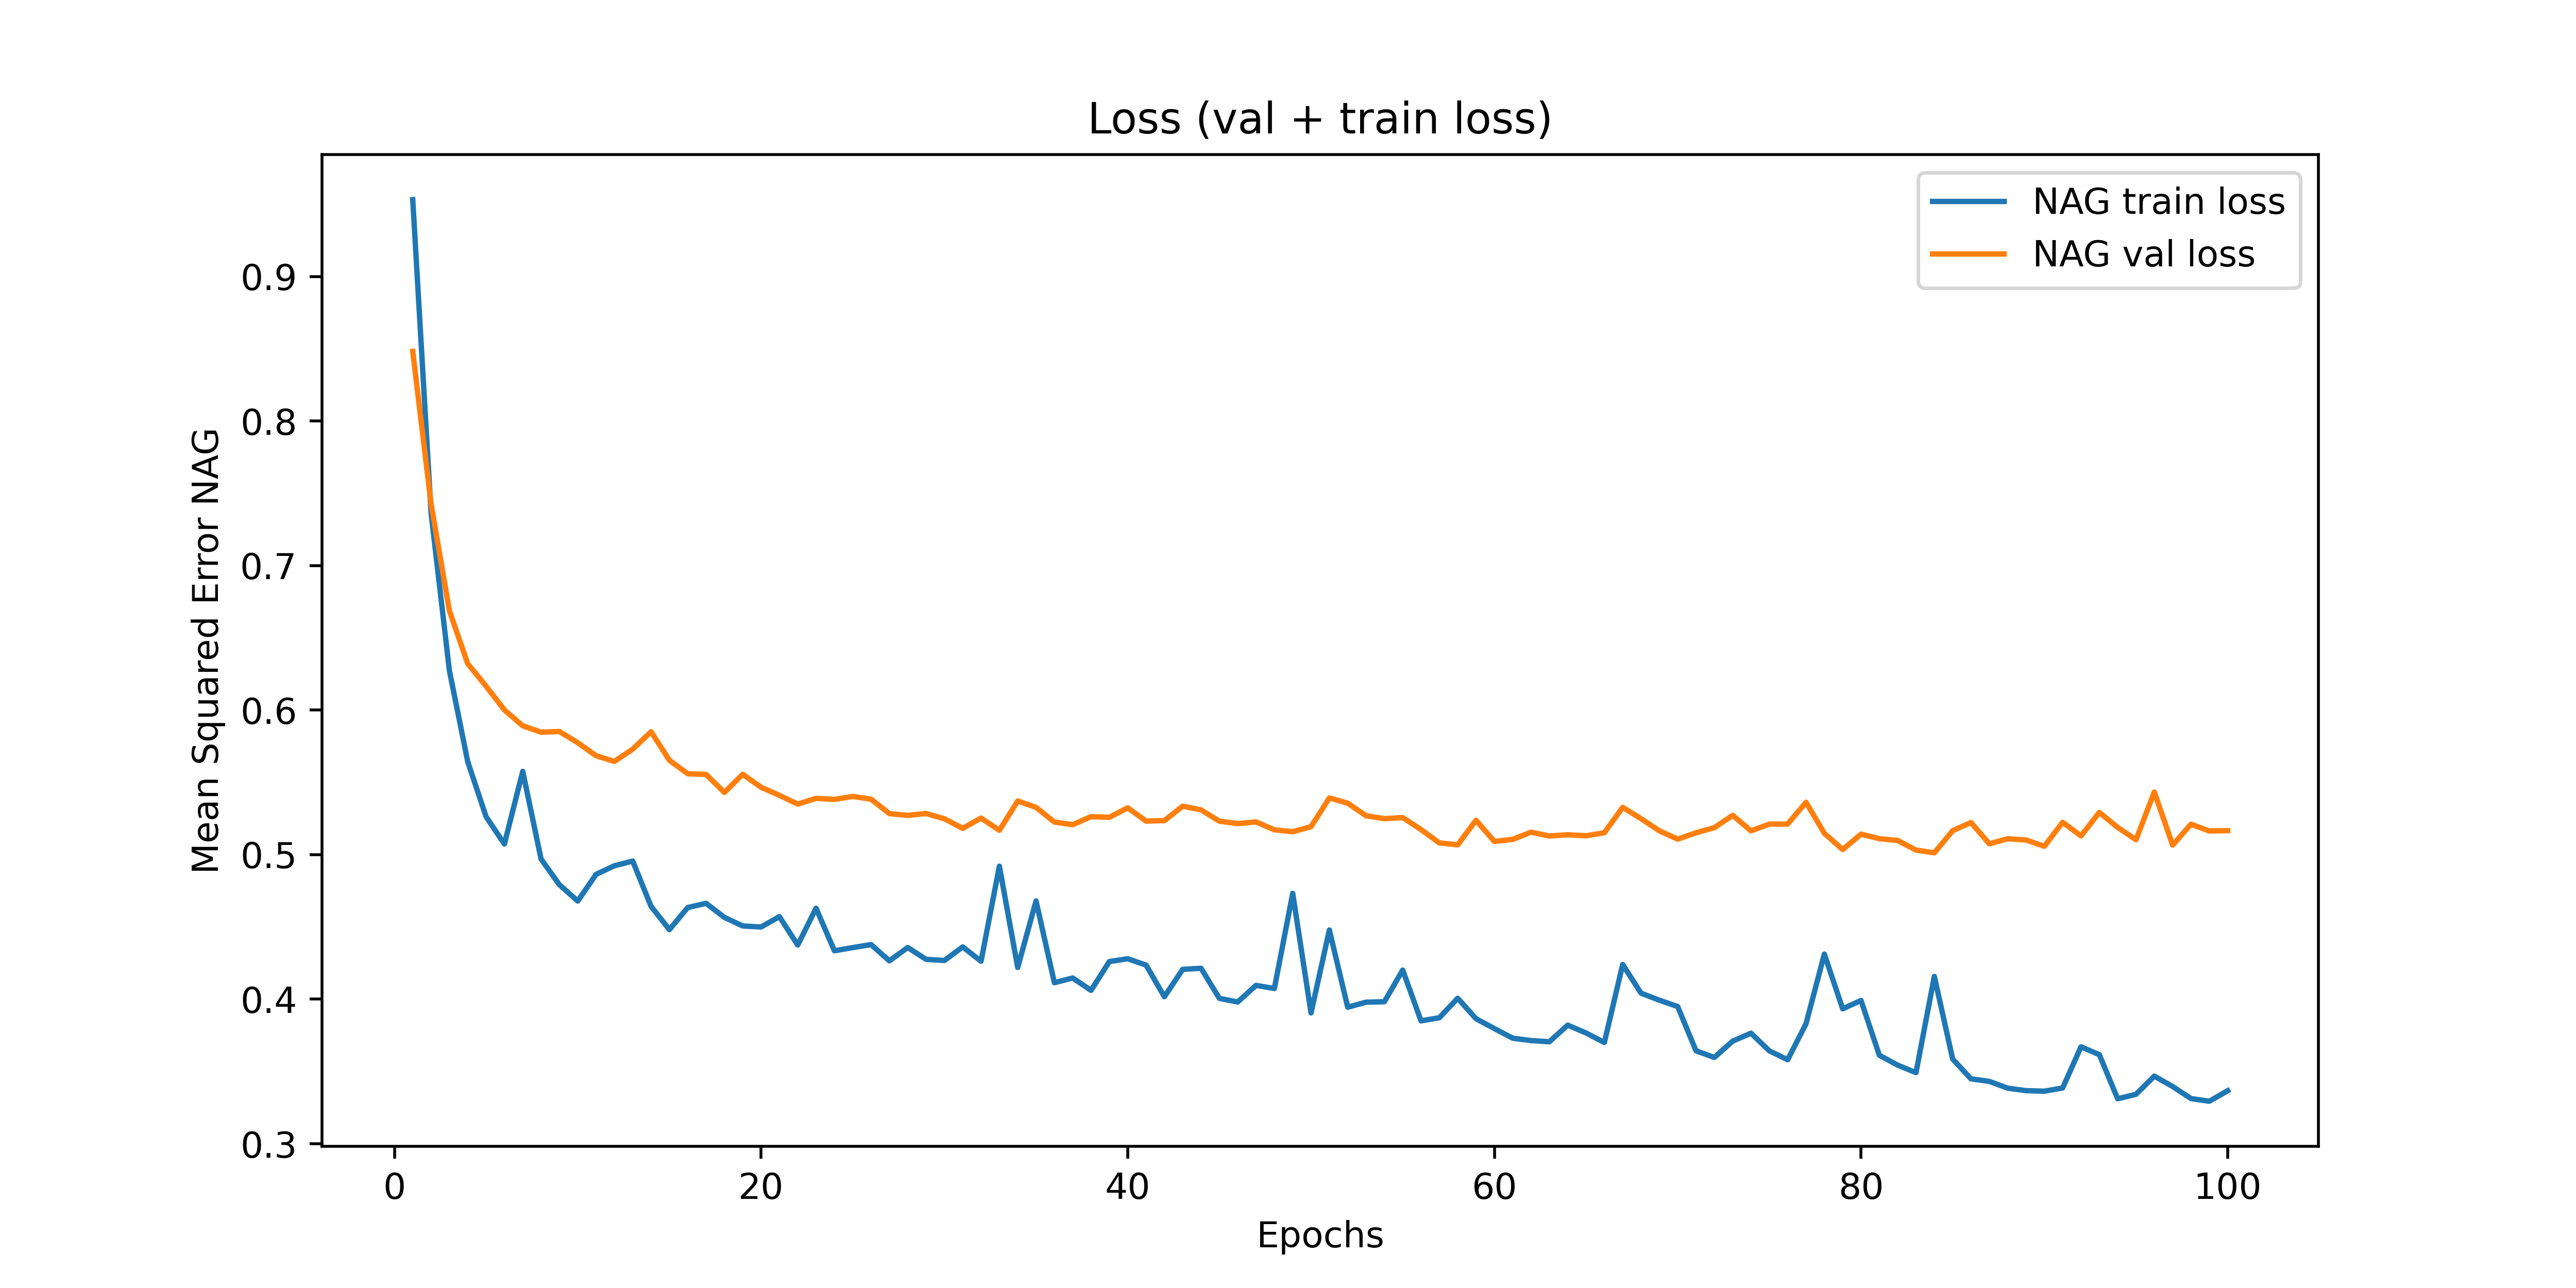 Loss (val + train loss)
NAG train loss
NAG val loss
Mean Squared Error NAG
0.9
0.8
0.7
0.6
0.5
0.4
0.3
0 20 40 60 80 100
Epochs